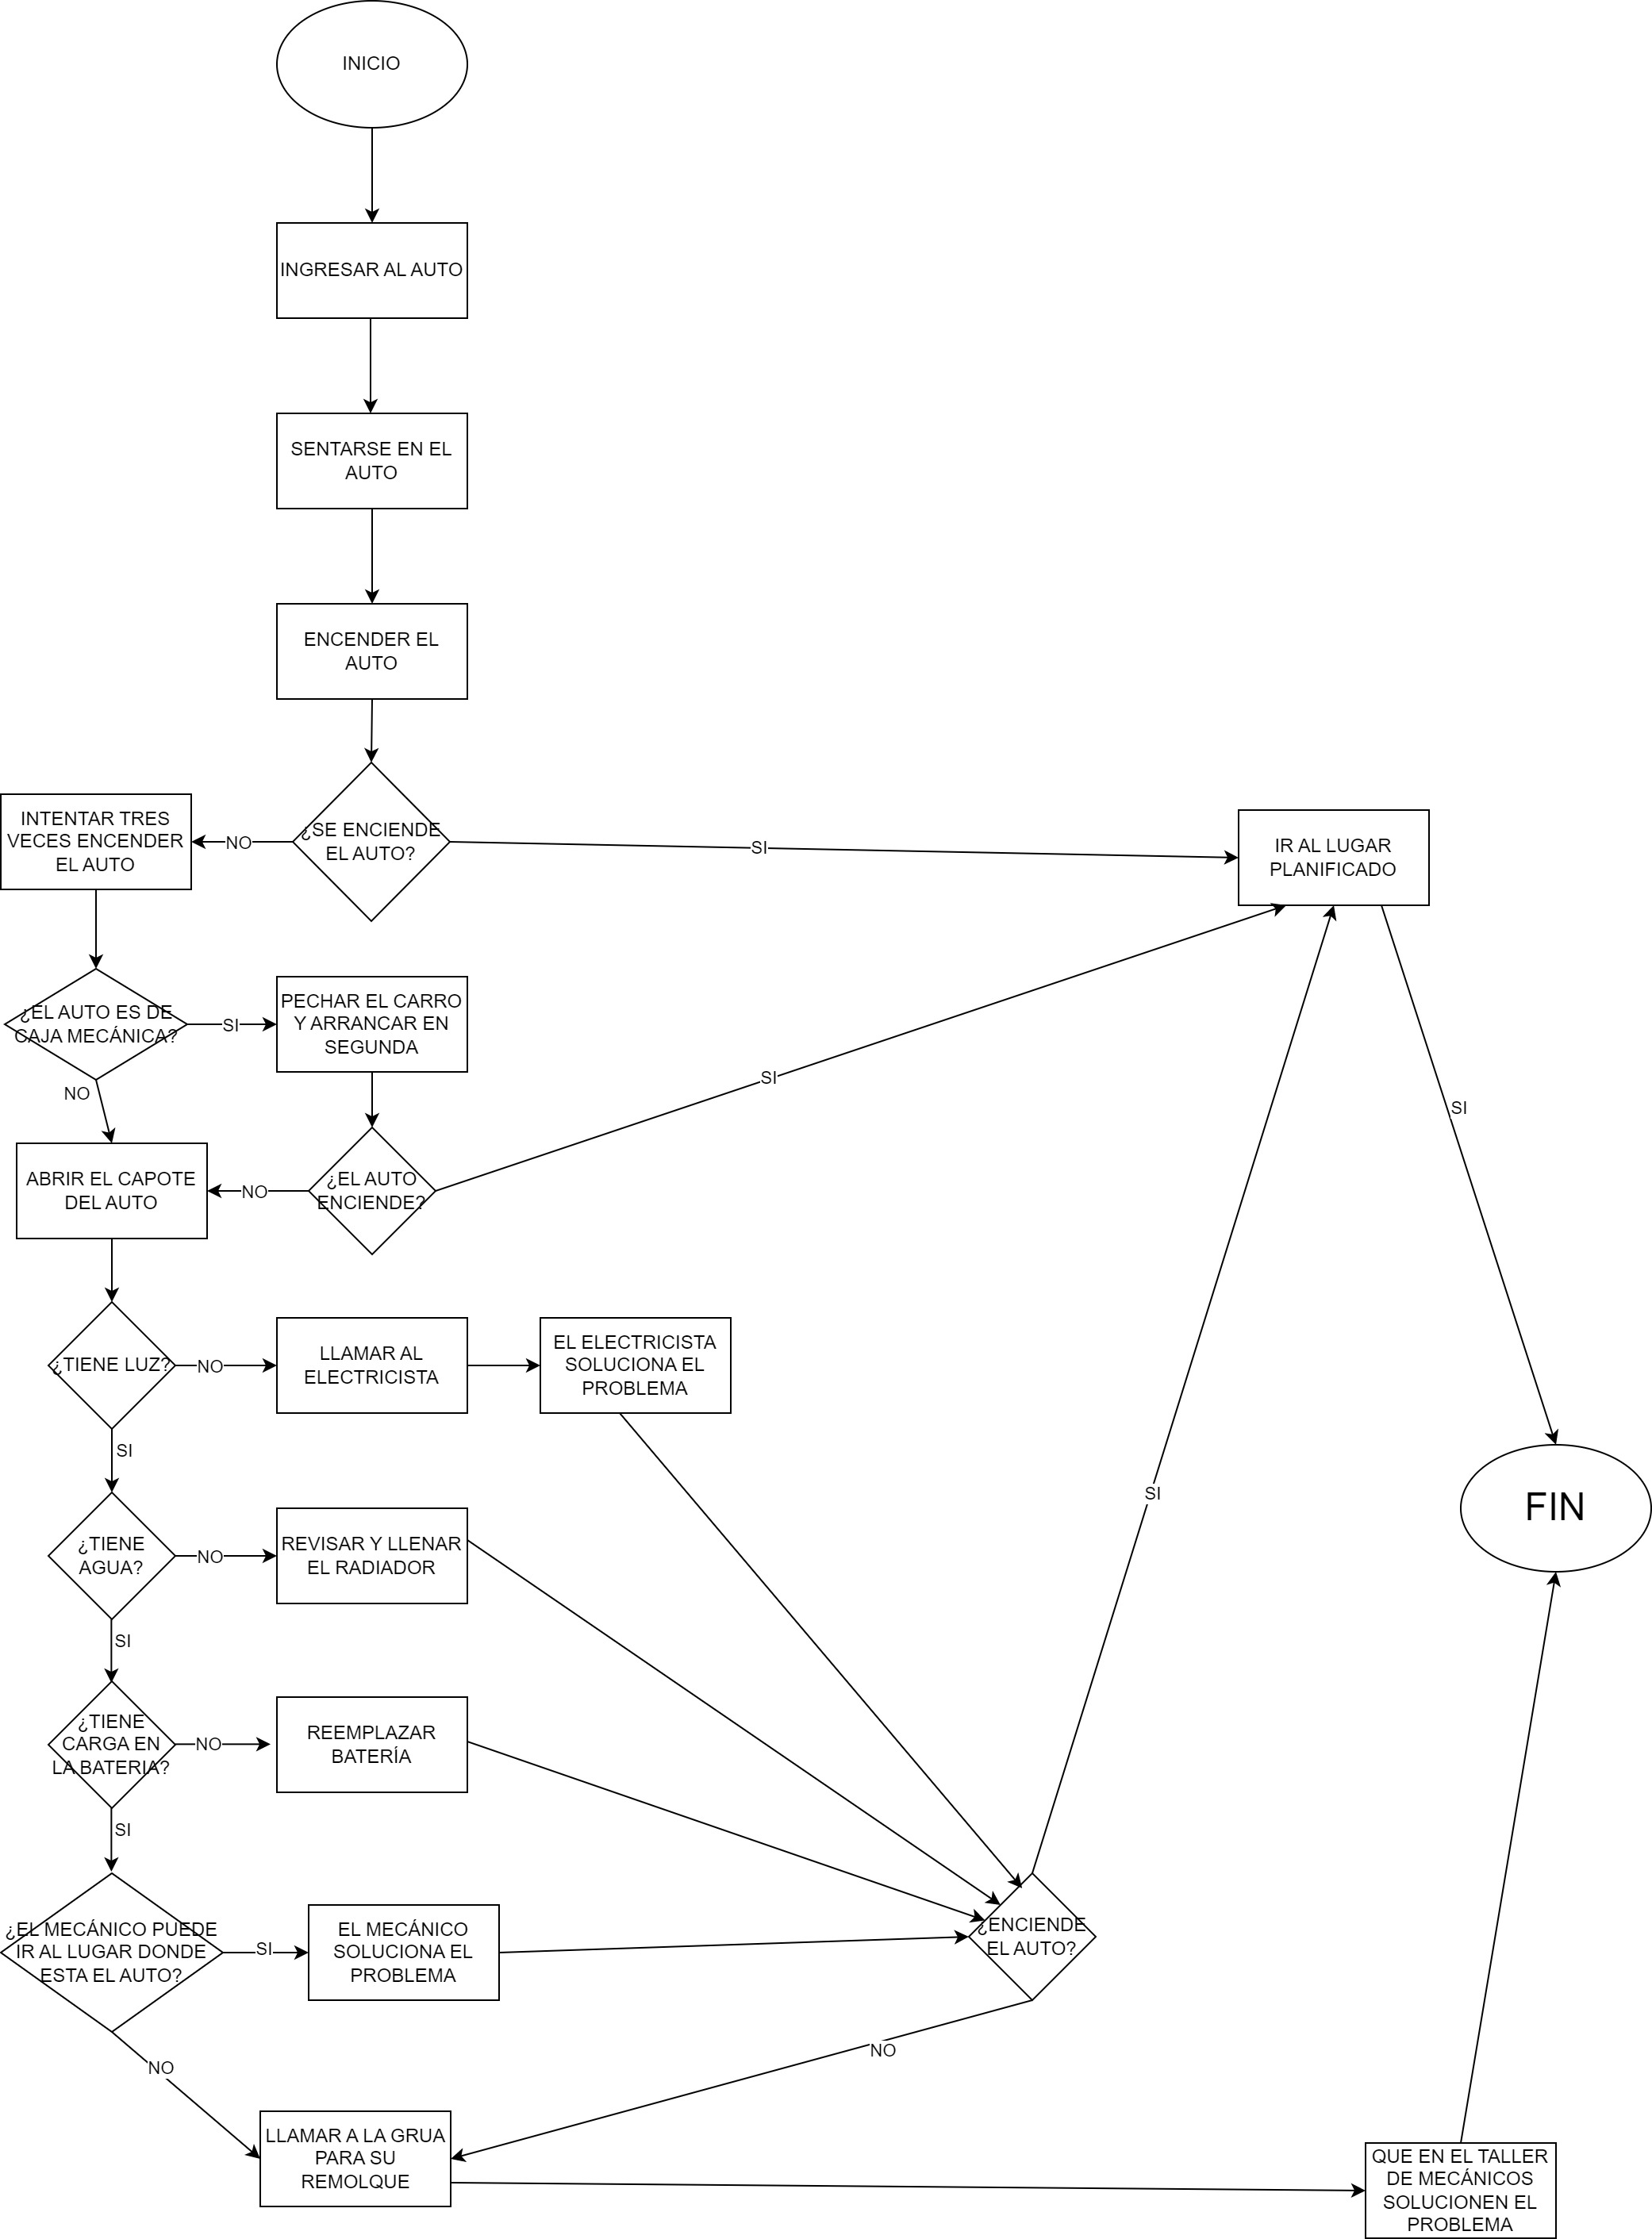 INICIO
INGRESAR AL AUTO
SENTARSE EN EL
AUTO
ENCENDER EL
AUTO
¿SE ENCIENDE
EL AUTO?
NO
SI
INTENTAR TRES
VECES ENCENDER
EL AUTO
IR AL LUGAR
PLANIFICADO
¿EL AUTO ES DE
CAJA MECÁNICA?
SI
PECHAR EL CARRO
Y ARRANCAR EN
SEGUNDA
NO
SI
SI
ABRIR EL CAPOTE
DEL AUTO
NO
¿EL AUTO
ENCIENDE?
¿TIENE LUZ?
NO
LLAMAR AL
ELECTRICISTA
EL ELECTRICISTA
SOLUCIONA EL
PROBLEMA
SI
SI
FIN
¿TIENE
AGUA?
NO
REVISAR Y LLENAR
EL RADIADOR
SI
¿TIENE
CARGA EN
LA BATERIA?
NO
REEMPLAZAR
BATERÍA
SI
¿EL MECÁNICO PUEDE
IR AL LUGAR DONDE
ESTA EL AUTO?
SI
EL MECÁNICO
SOLUCIONA EL
PROBLEMA
¿ENCIENDE
EL AUTO?
NO
NO
LLAMAR A LA GRUA
PARA SU
REMOLQUE
QUE EN EL TALLER
DE MECÁNICOS
SOLUCIONEN EL
PROBLEMA